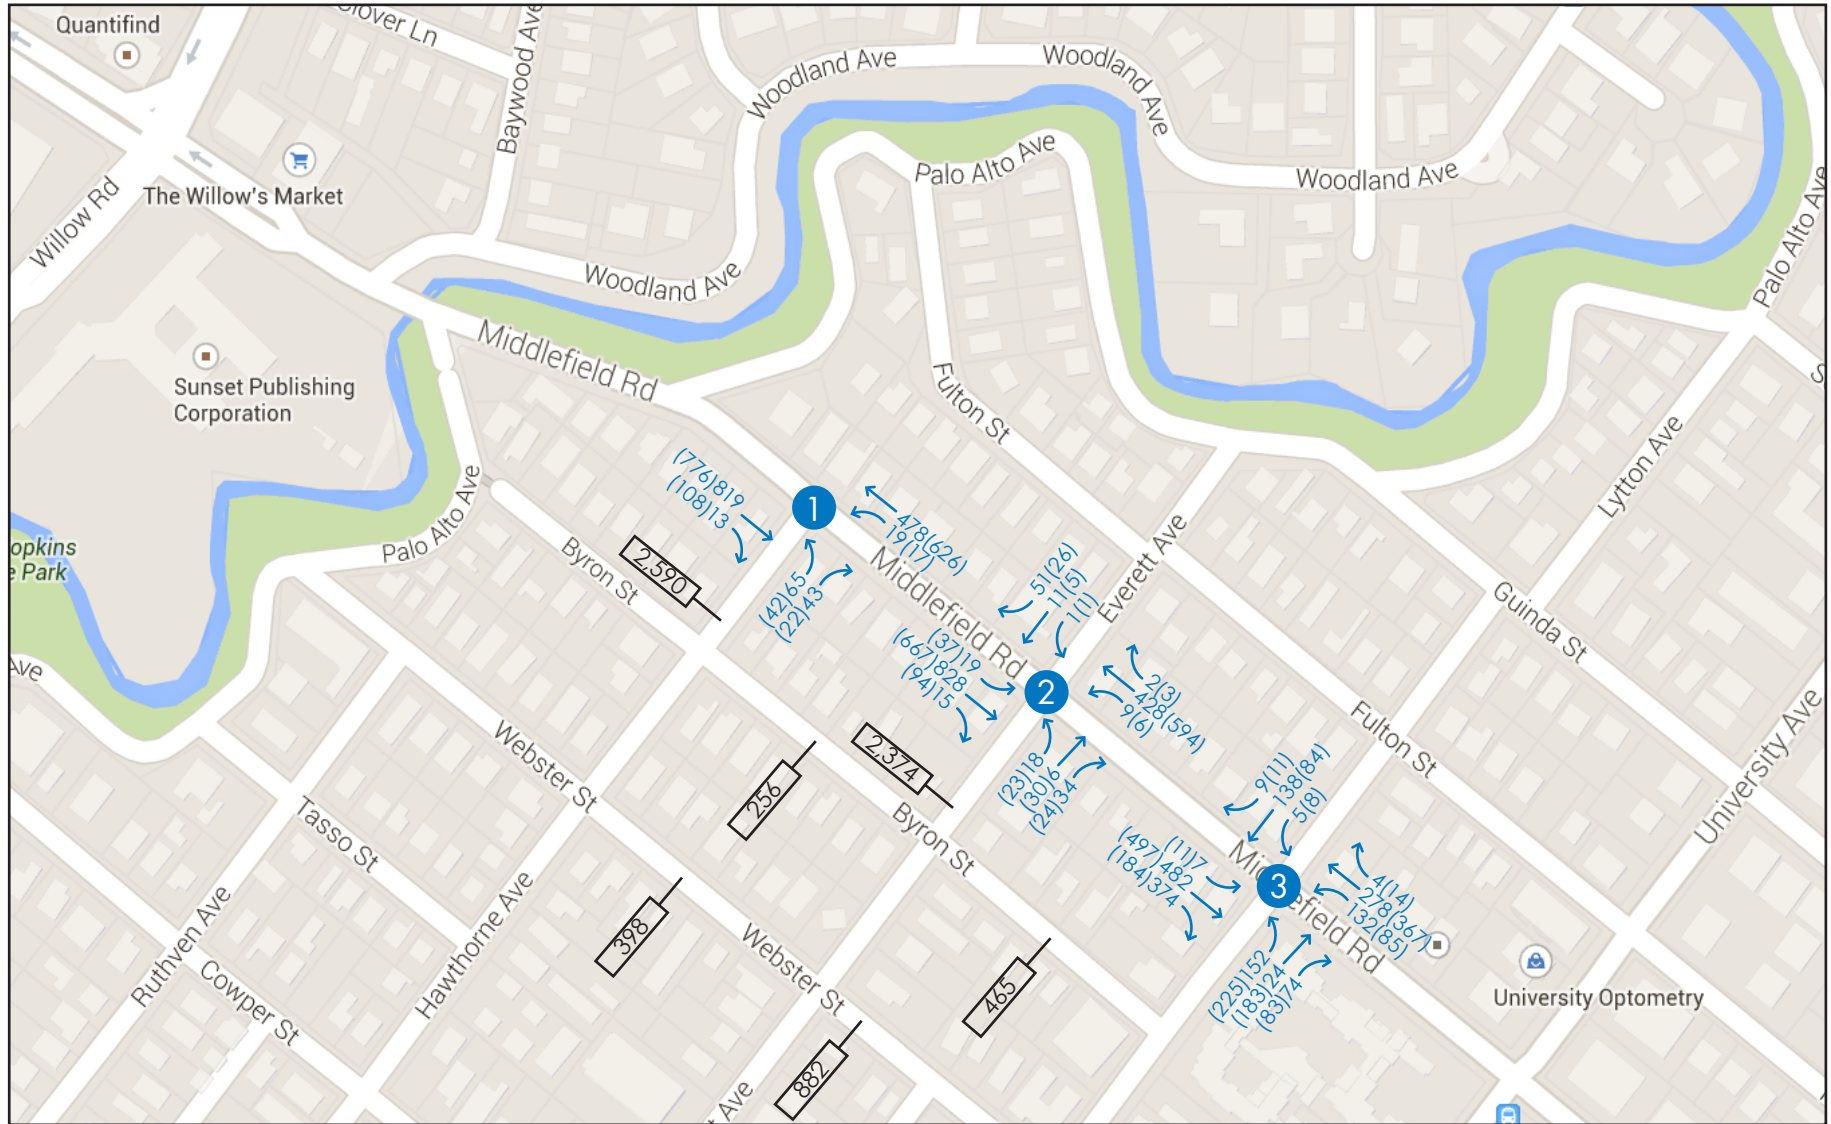 Quantifind
Clover Ln
Baywood Ave
Woodland Ave
Woodland Ave
Palo Alto Ave
Woodland Ave
Palo Alto Ave
The Willow's Market
Willow Rd
Woodland Ave
Middlefield Rd
Sunset Publishing
Corporation
Fulton St
Lytton Ave
Palo Alto Ave
opkins
e Park
Byron St
2,590
(776)819
(108)13
1
478(626)
19(17)
(42)65
(22)43
Middlefield Rd
51(26)
11(5)
1(1)
Everett Ave
(37)19
(667)828
(94)15
2
2(3)
428(594)
9(6)
(23)18
(30)6
(24)34
Guinda St
Fulton St
University Ave
Ave
Webster St
256
2,374
Byron St
9(11)
138(84)
5(8)
(11)7
(497)482
(184)374
3
Middlefield Rd
4(14)
278(367)
132(85)
(225)152
(183)24
(83)74
Tasso St
Ruthven Ave
Hawthorne Ave
398
Webster St
465
882
Cowper St
University Optometry
t Ave